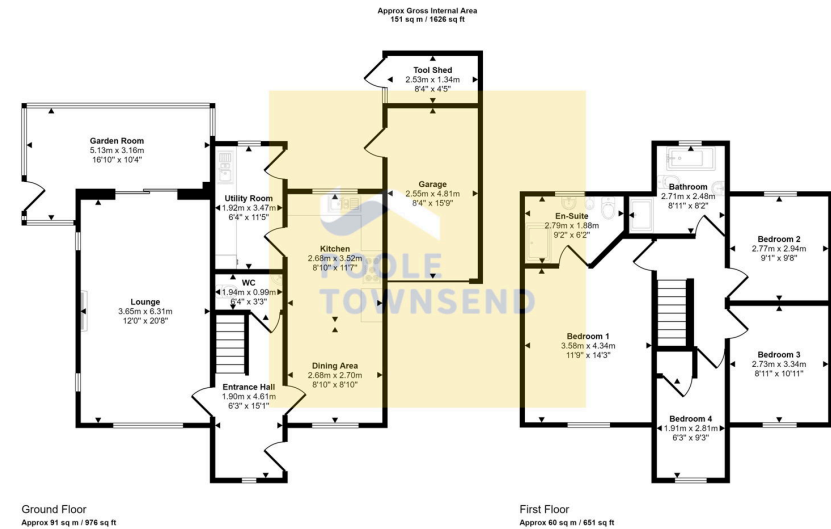 Approx Gross Internal Area
151 sq m / 1626 sq ft
Tool Shed
2.53m x 1.34m
8'4" x 4'5"
Garden Room
5.13m x 3.16m
16'10" x 10'4"
Utility Room
1.92m x 3.47m
6'4" x 11'5"
Garage
2.55m x 4.81m
8'4" x 15'9"
Kitchen
2.68m x 3.52m
8'10" x 11'7"
WC
1.94m x 0.99m
6'4" x 3'3"
Lounge
3.65m x 6.31m
12'0" x 20'8"
Dining Area
2.68m x 2.70m
8'10" x 8'10"
Entrance Hall
1.90m x 4.61m
6'3" x 15'1"
POOLE
TOWNSEND
Bathroom
2.71m x 2.48m
8'11" x 8'2"
En-Suite
2.79m x 1.88m
9'2" x 6'2"
Bedroom 2
2.77m x 2.94m
9'1" x 9'8"
Bedroom 1
3.58m x 4.34m
11'9" x 14'3"
Bedroom 3
2.73m x 3.34m
8'11" x 10'11"
Bedroom 4
1.91m x 2.81m
6'3" x 9'3"
Ground Floor
Approx 91 sq m / 976 sq ft
First Floor
Approx 60 sq m / 651 sq ft